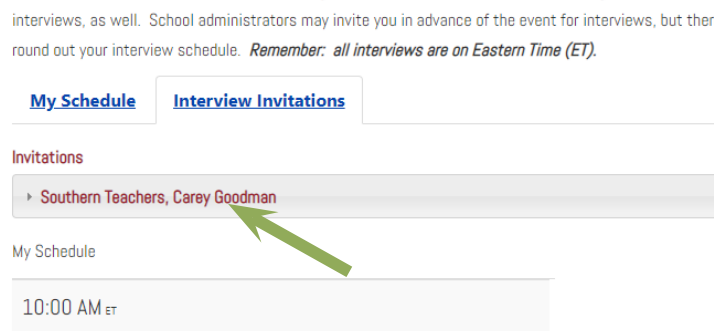 interviews, as well. School administrators may invite you in advance of the event for interviews, but ther
round out your interview schedule. Remember: all interviews are on Eastern Time (ET).
My Schedule
Interview Invitations
Invitations
Southern Teachers, Carey Goodman
My Schedule
10:00 AM ET